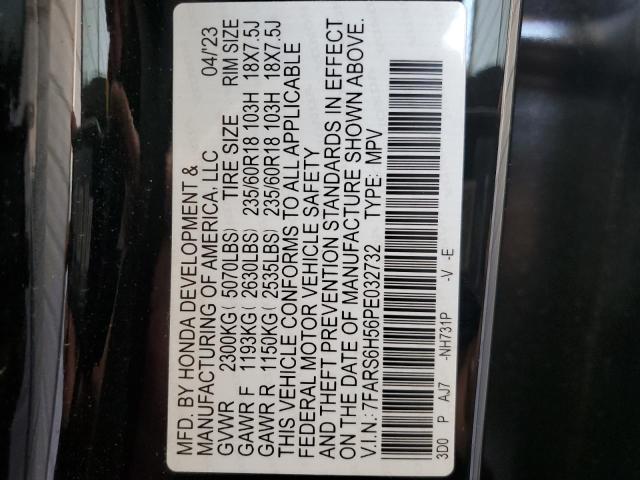 MFD. BY HONDA DEVELOPMENT &
MANUFACTURING OF AMERICA, LLC 04/'23
GVWR 2300KG( 5070LBS) TIRE SIZE RIM SIZE
GAWR F 1193KG( 2630LBS) 235/60R18 103H 18X7.5J
GAWR R 1150KG( 2535LBS) 235/60R18 103H 18X7.5J
THIS VEHICLE CONFORMS TO ALL APPLICABLE
FEDERAL MOTOR VEHICLE SAFETY
AND THEFT PREVENTION STANDARDS IN EFFECT
ON THE DATE OF MANUFACTURE SHOWN ABOVE.
V.I.N.: 7FARS6H56PE032732 TYPE: MPV
3D0 P AJ7 -NH731P -V -E